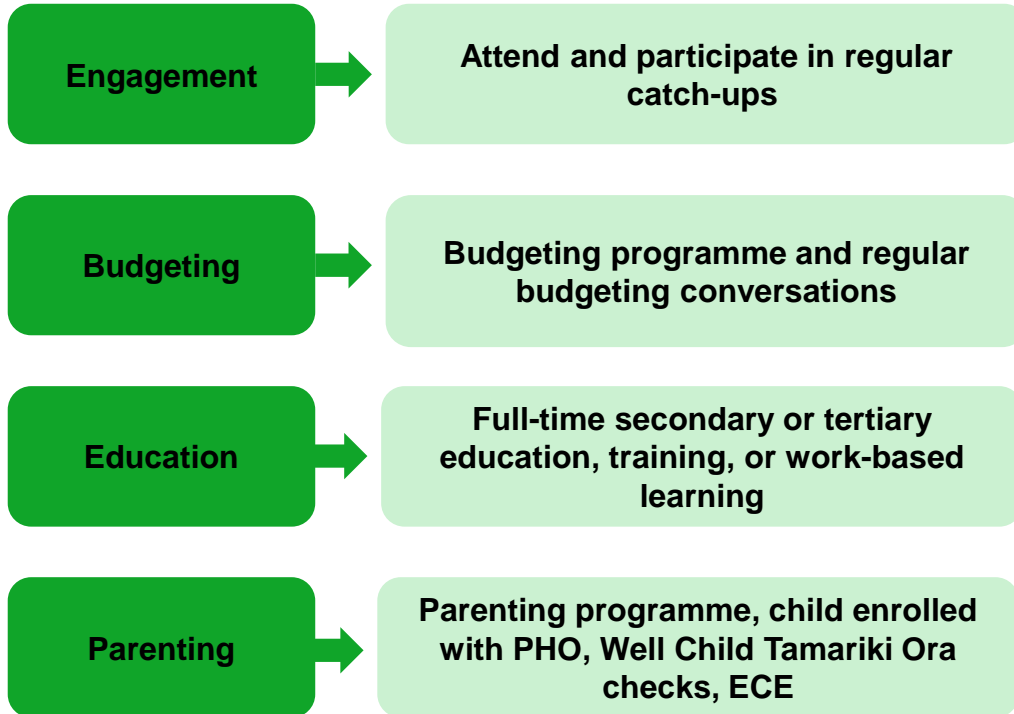 Engagement
Attend and participate in regular
catch-ups
Budgeting
Budgeting programme and regular
budgeting conversations
Education
Full-time secondary or tertiary
education, training, or work-based
learning
Parenting
Parenting programme, child enrolled
with PHO, Well Child Tamariki Ora
checks, ECE